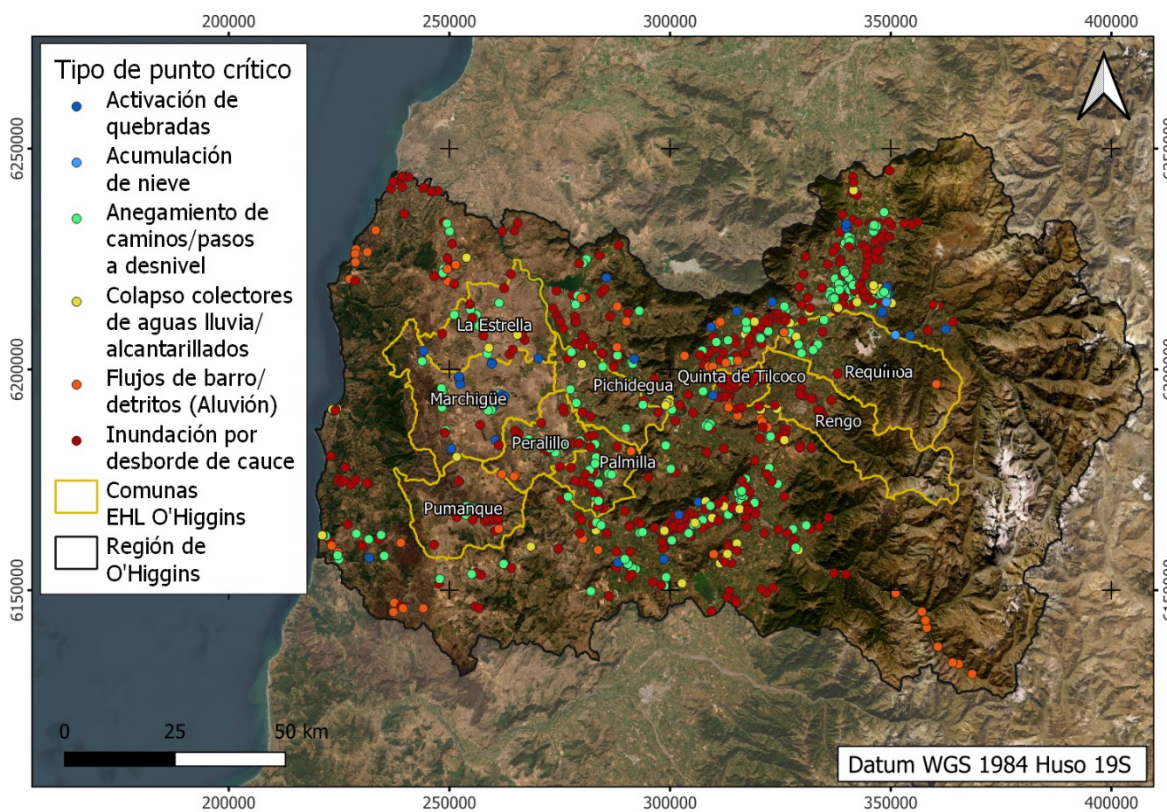 200000 250000 300000 350000 400000
Tipo de punto crítico
Activación de
quebradas
Acumulación
de nieve
Anegamiento de
caminos/pasos
a desnivel
Colapso colectores
de aguas lluvia/
alcantarillados
Flujos de barro/
detritos (Aluvión)
Inundación por
desborde de cauce
Comunas
EHL O'Higgins
Región de
O'Higgins
6250000
6200000
6150000
6250000
6200000
6150000
La Estrella
Marchigüe
Pichidegua
Quinta de Tilcoco
Requínoa
Rengo
Peralillo
Palmilla
Pumanque
0 25 50 km
Datum WGS 1984 Huso 19S
200000 250000 300000 350000 400000